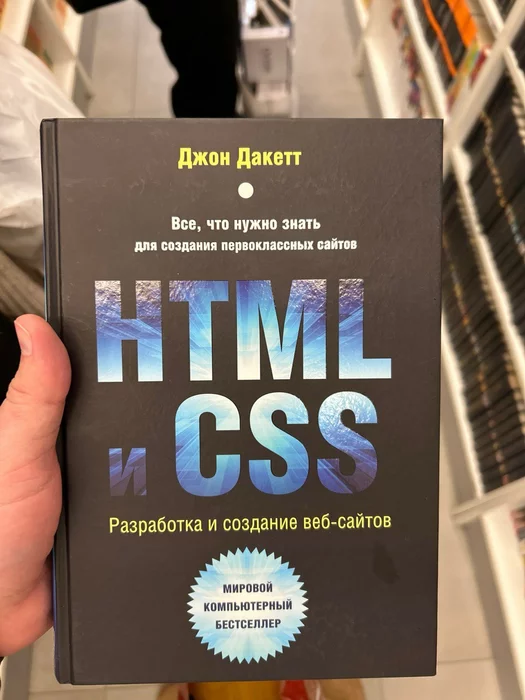 Джон Дакетт
Все, что нужно знать
для создания первоклассных сайтов
HTML
и CSS
Разработка и создание веб-сайтов
МИРОВОЙ
КОМПЬЮТЕРНЫЙ
БЕСТСЕЛЛЕР